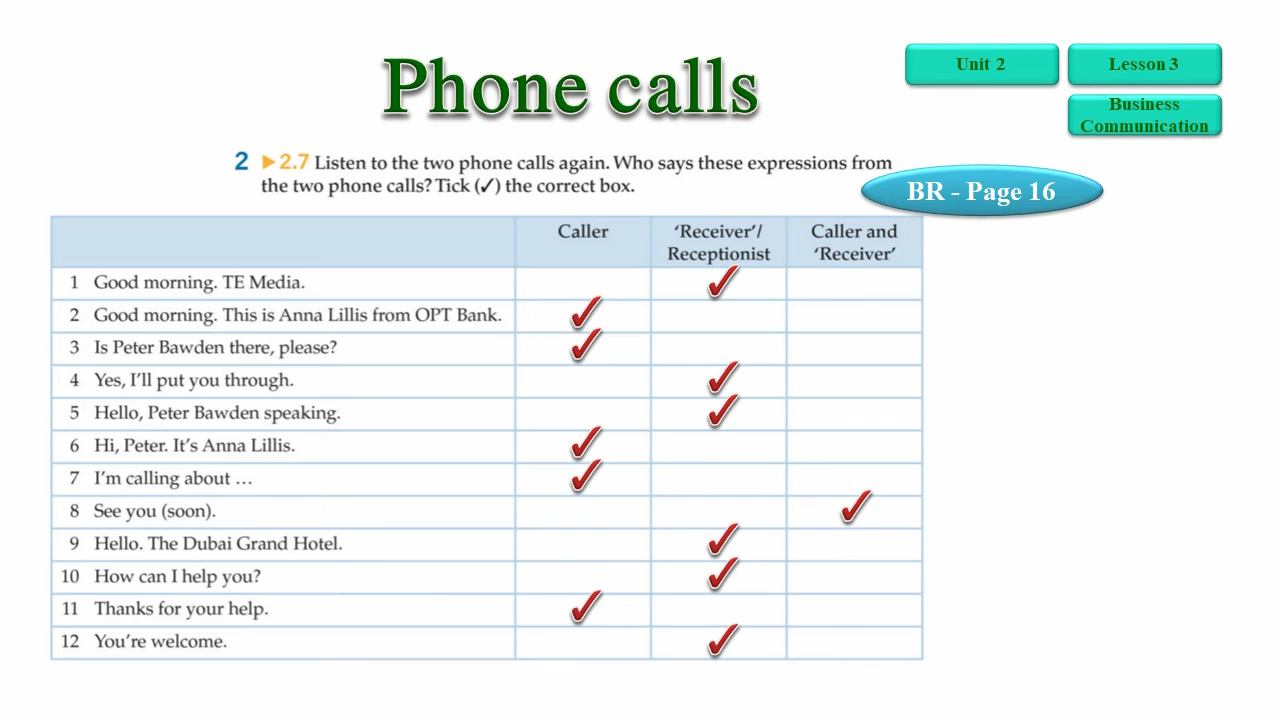 Phone calls
Unit 2
Lesson 3
Business
Communication
2 ▶ 2.7 Listen to the two phone calls again. Who says these expressions from
the two phone calls? Tick (✓) the correct box.
BR - Page 16
Caller
‘Receiver’/
Receptionist
Caller and
‘Receiver’
1 Good morning. TE Media. ✓
2 Good morning. This is Anna Lillis from OPT Bank. ✓
3 Is Peter Bawden there, please? ✓
4 Yes, I’ll put you through. ✓
5 Hello, Peter Bawden speaking. ✓
6 Hi, Peter. It’s Anna Lillis. ✓
7 I’m calling about … ✓
8 See you (soon). ✓
9 Hello. The Dubai Grand Hotel. ✓
10 How can I help you? ✓
11 Thanks for your help. ✓
12 You’re welcome. ✓